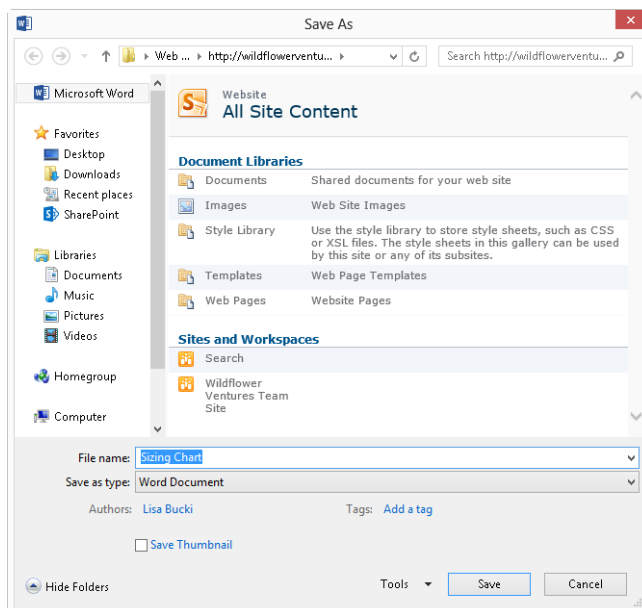 Save As
Web ... http://wildflowerventu...
Search http://wildflowerventu...
Microsoft Word
Favorites
Desktop
Downloads
Recent places
SharePoint
Libraries
Documents
Music
Pictures
Videos
Homegroup
Computer
Website
All Site Content
Document Libraries
Documents Shared documents for your web site
Images Web Site Images
Style Library Use the style library to store style sheets, such as CSS
or XSL files. The style sheets in this gallery can be used
by this site or any of its subsites.
Templates Web Page Templates
Web Pages Website Pages
Sites and Workspaces
Search
Wildflower
Ventures Team
Site
File name: Sizing Chart
Save as type: Word Document
Authors: Lisa Bucki Tags: Add a tag
Save Thumbnail
Hide Folders Tools Save Cancel